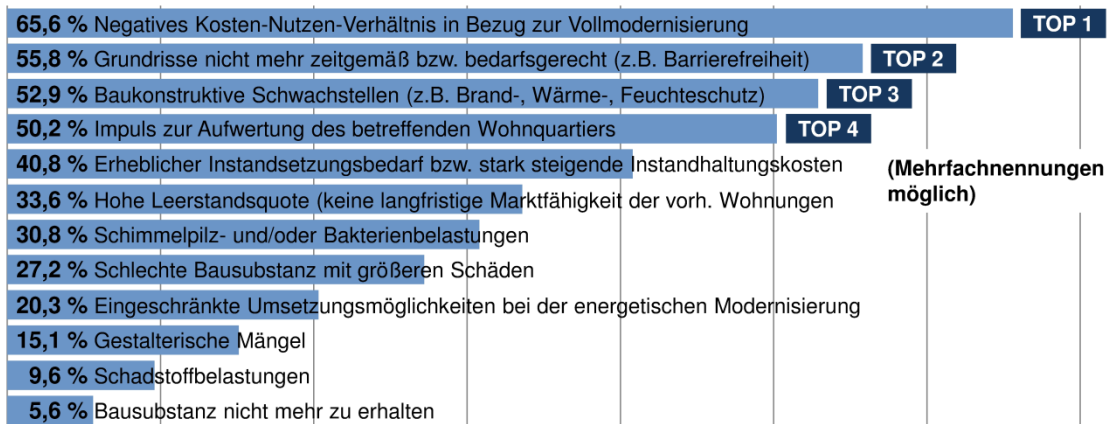 65,6 % Negatives Kosten-Nutzen-Verhältnis in Bezug zur Vollmodernisierung TOP 1
55,8 % Grundrisse nicht mehr zeitgemäß bzw. bedarfsgerecht (z.B. Barrierefreiheit) TOP 2
52,9 % Baukonstruktive Schwachstellen (z.B. Brand-, Wärme-, Feuchteschutz) TOP 3
50,2 % Impuls zur Aufwertung des betreffenden Wohnquartiers TOP 4
40,8 % Erheblicher Instandsetzungsbedarf bzw. stark steigende Instandhaltungskosten
(Mehrfachnennungen
möglich)
33,6 % Hohe Leerstandsquote (keine langfristige Marktfähigkeit der vorh. Wohnungen
30,8 % Schimmelpilz- und/oder Bakterienbelastungen
27,2 % Schlechte Bausubstanz mit größeren Schäden
20,3 % Eingeschränkte Umsetzungsmöglichkeiten bei der energetischen Modernisierung
15,1 % Gestalterische Mängel
9,6 % Schadstoffbelastungen
5,6 % Bausubstanz nicht mehr zu erhalten